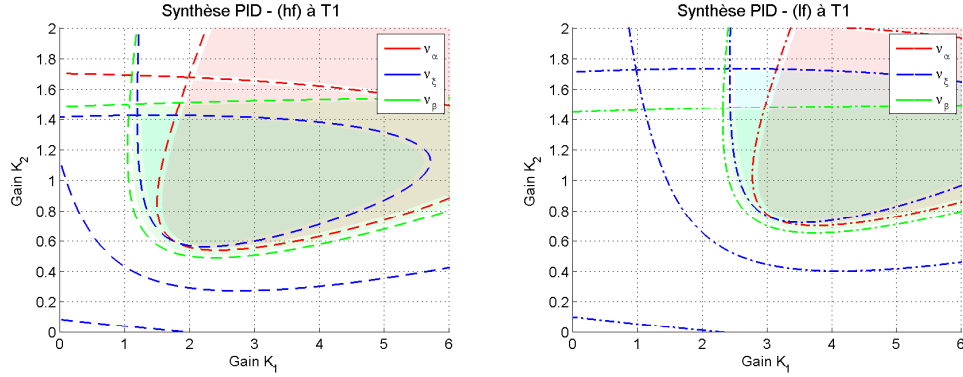 Synthèse PID - (hf) à T1
2
1.8
1.6
1.4
1.2
1
0.8
0.6
0.4
0.2
0
Gain K2
0 1 2 3 4 5 6
Gain K1
να
νξ
νβ
Synthèse PID - (lf) à T1
2
1.8
1.6
1.4
1.2
1
0.8
0.6
0.4
0.2
0
Gain K2
0 1 2 3 4 5 6
Gain K1
να
νξ
νβ